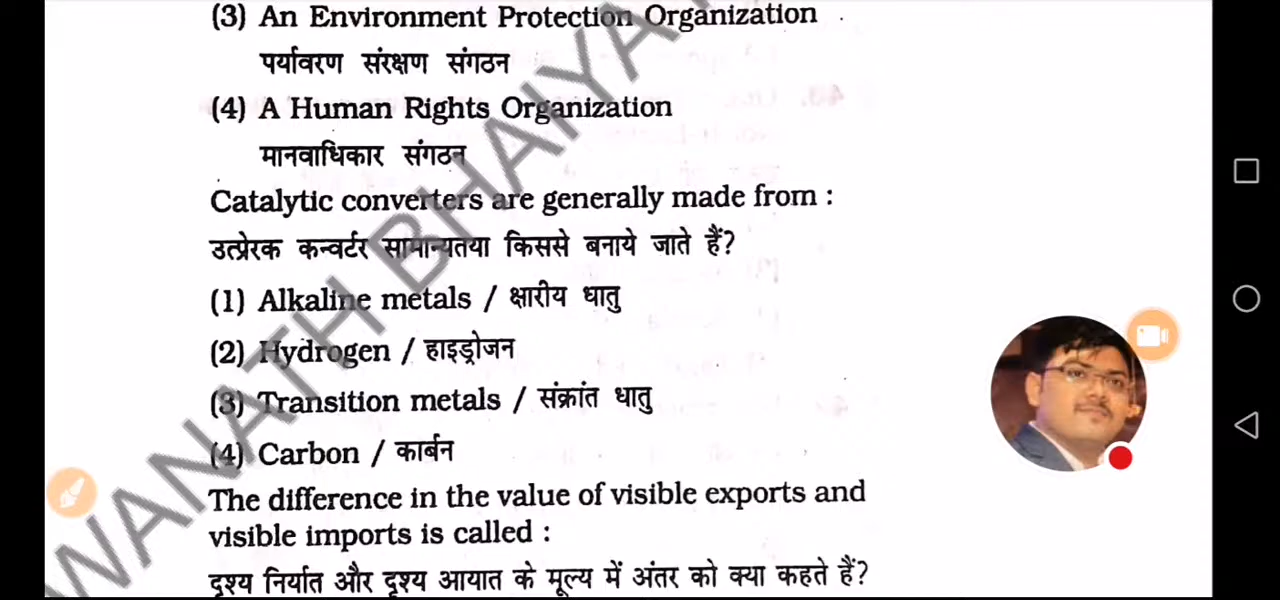 (3) An Environment Protection Organization
पर्यावरण संरक्षण संगठन
(4) A Human Rights Organization
मानवाधिकार संगठन
Catalytic converters are generally made from :
उत्प्रेरक कन्वर्टर सामान्यतया किससे बनाये जाते हैं?
(1) Alkaline metals / क्षारीय धातु
(2) Hydrogen / हाइड्रोजन
(3) Transition metals / संक्रांत धातु
(4) Carbon / कार्बन
The difference in the value of visible exports and
visible imports is called :
दृश्य निर्यात और दृश्य आयात के मूल्य में अंतर को क्या कहते हैं?
WANATH BHAIYA